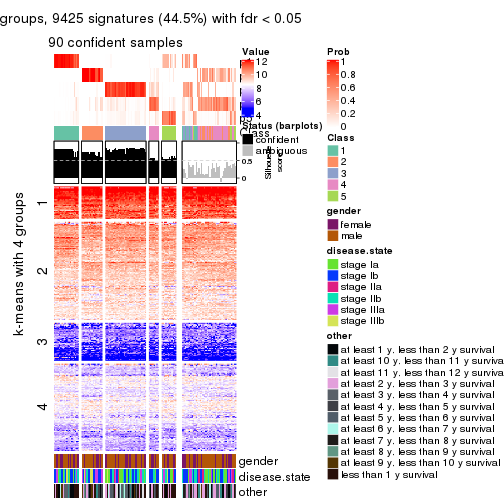 groups, 9425 signatures (44.5%) with fdr < 0.05
90 confident samples
Value
12
10
8
6
4
Status (barplots)
confident
ambiguous
Class
0.5
0
Silhouette
score
Prob
1
0.8
0.6
0.4
0.2
0
Class
1
2
3
4
5
gender
female
male
disease.state
stage Ia
stage Ib
stage IIa
stage IIb
stage IIIa
stage IIIb
other
at least 1 y. less than 2 y survival
at least 10 y. less than 11 y surviva
at least 11 y. less than 12 y surviva
at least 2 y. less than 3 y survival
at least 3 y. less than 4 y survival
at least 4 y. less than 5 y survival
at least 5 y. less than 6 y survival
at least 6 y. less than 7 y survival
at least 7 y. less than 8 y survival
at least 8 y. less than 9 y survival
at least 9 y. less than 10 y survival
less than 1 y survival
k-means with 4 groups
1
2
3
4
gender
disease.state
other